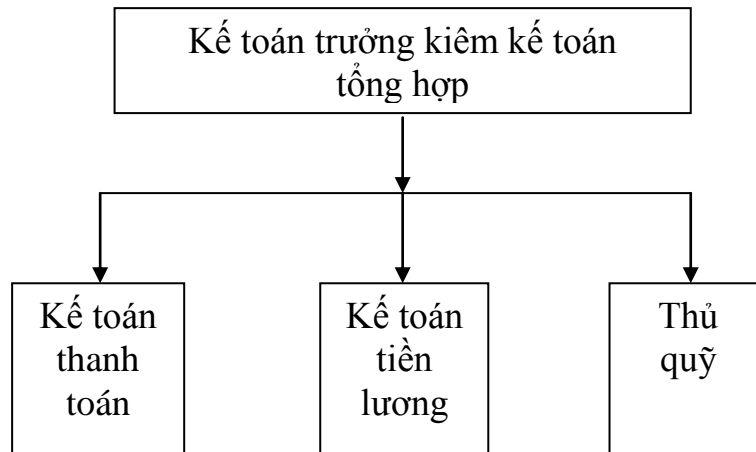 Kế toán trưởng kiêm kế toán
tổng hợp
Kế toán
thanh
toán
Kế toán
tiền
lương
Thủ
quỹ